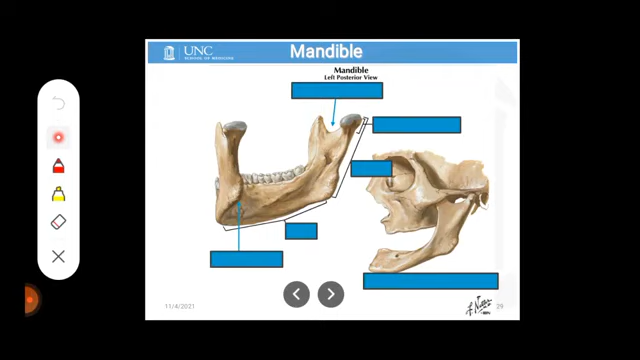 UNC
SCHOOL OF MEDICINE
Mandible
Mandible
Left Posterior View
11/4/2021
29